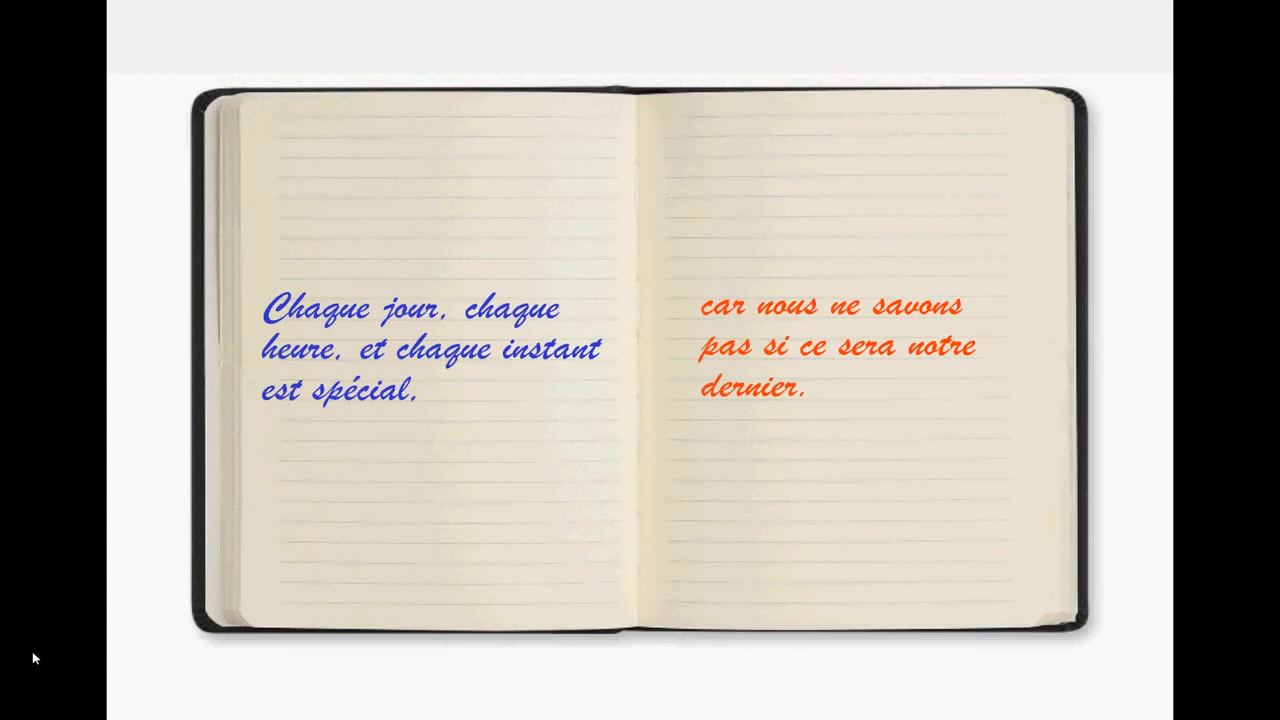 Chaque jour, chaque
heure, et chaque instant
est spécial,
car nous ne savons
pas si ce sera notre
dernier.